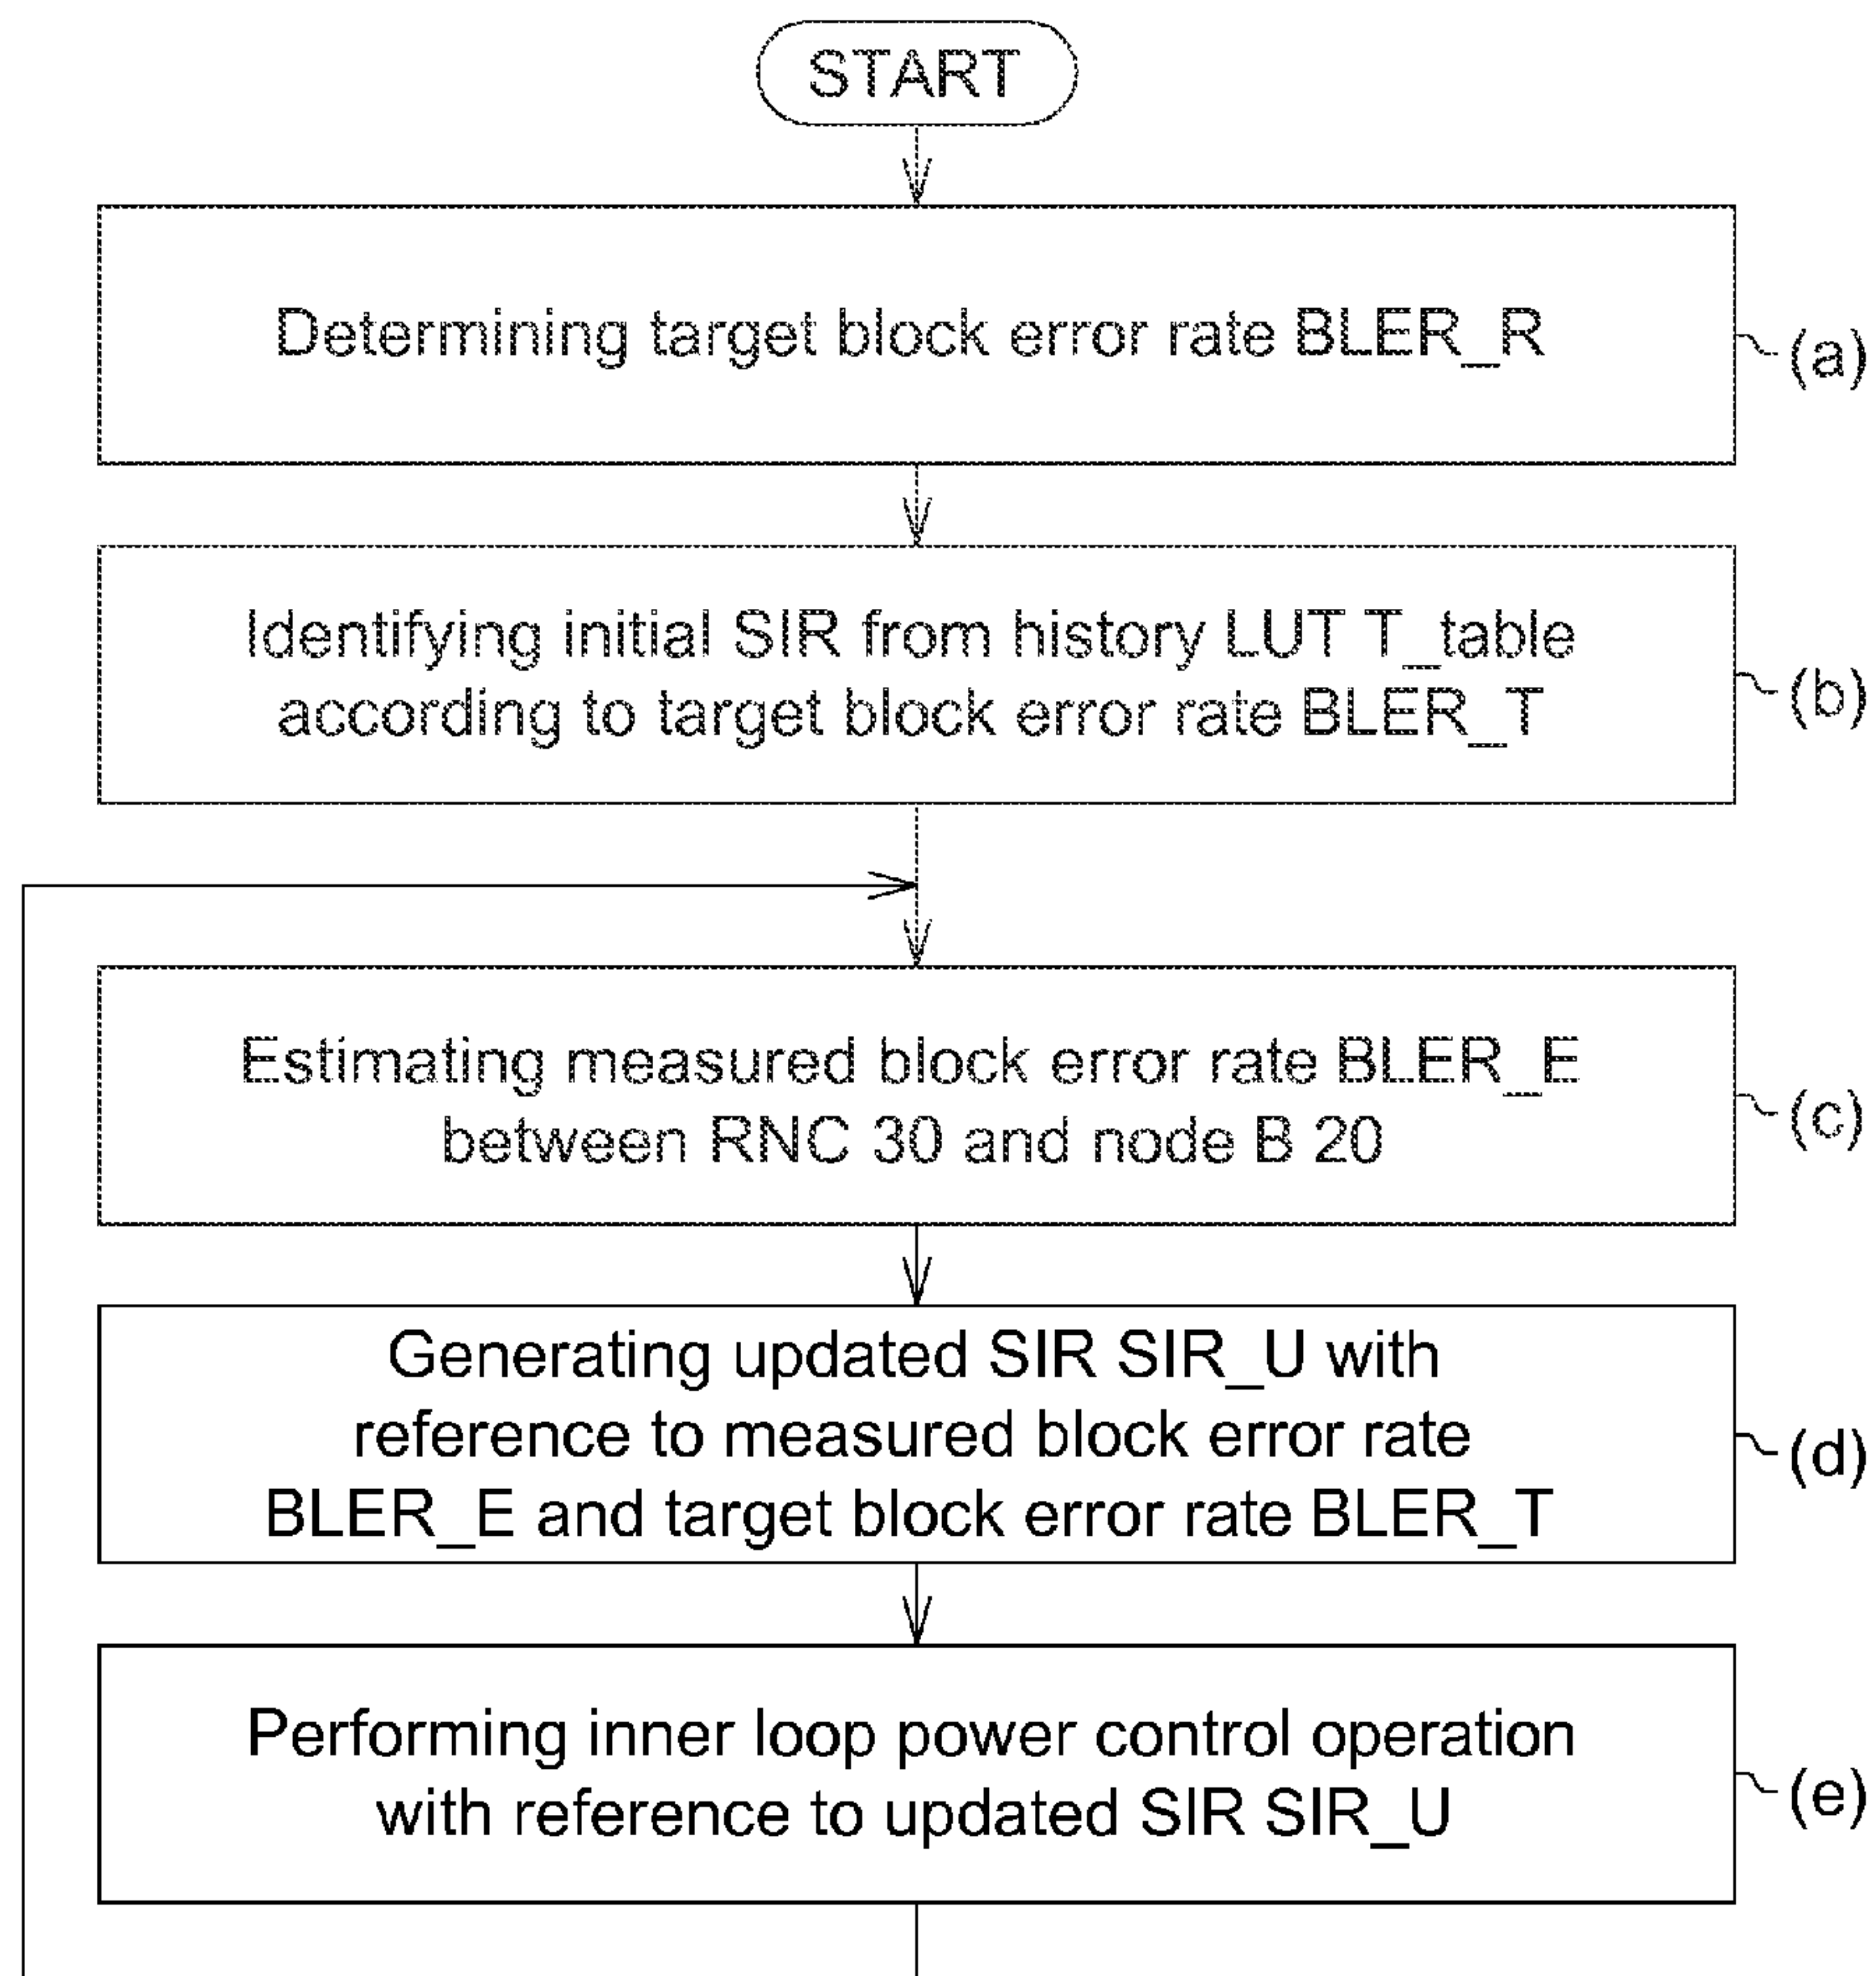 START
Determining target block error rate BLER_R
(a)
Identifying initial SIR from history LUT T_table
according to target block error rate BLER_T
(b)
Estimating measured block error rate BLER_E
between RNC 30 and node B 20
(c)
Generating updated SIR SIR_U with
reference to measured block error rate
BLER_E and target block error rate BLER_T
(d)
Performing inner loop power control operation
with reference to updated SIR SIR_U
(e)